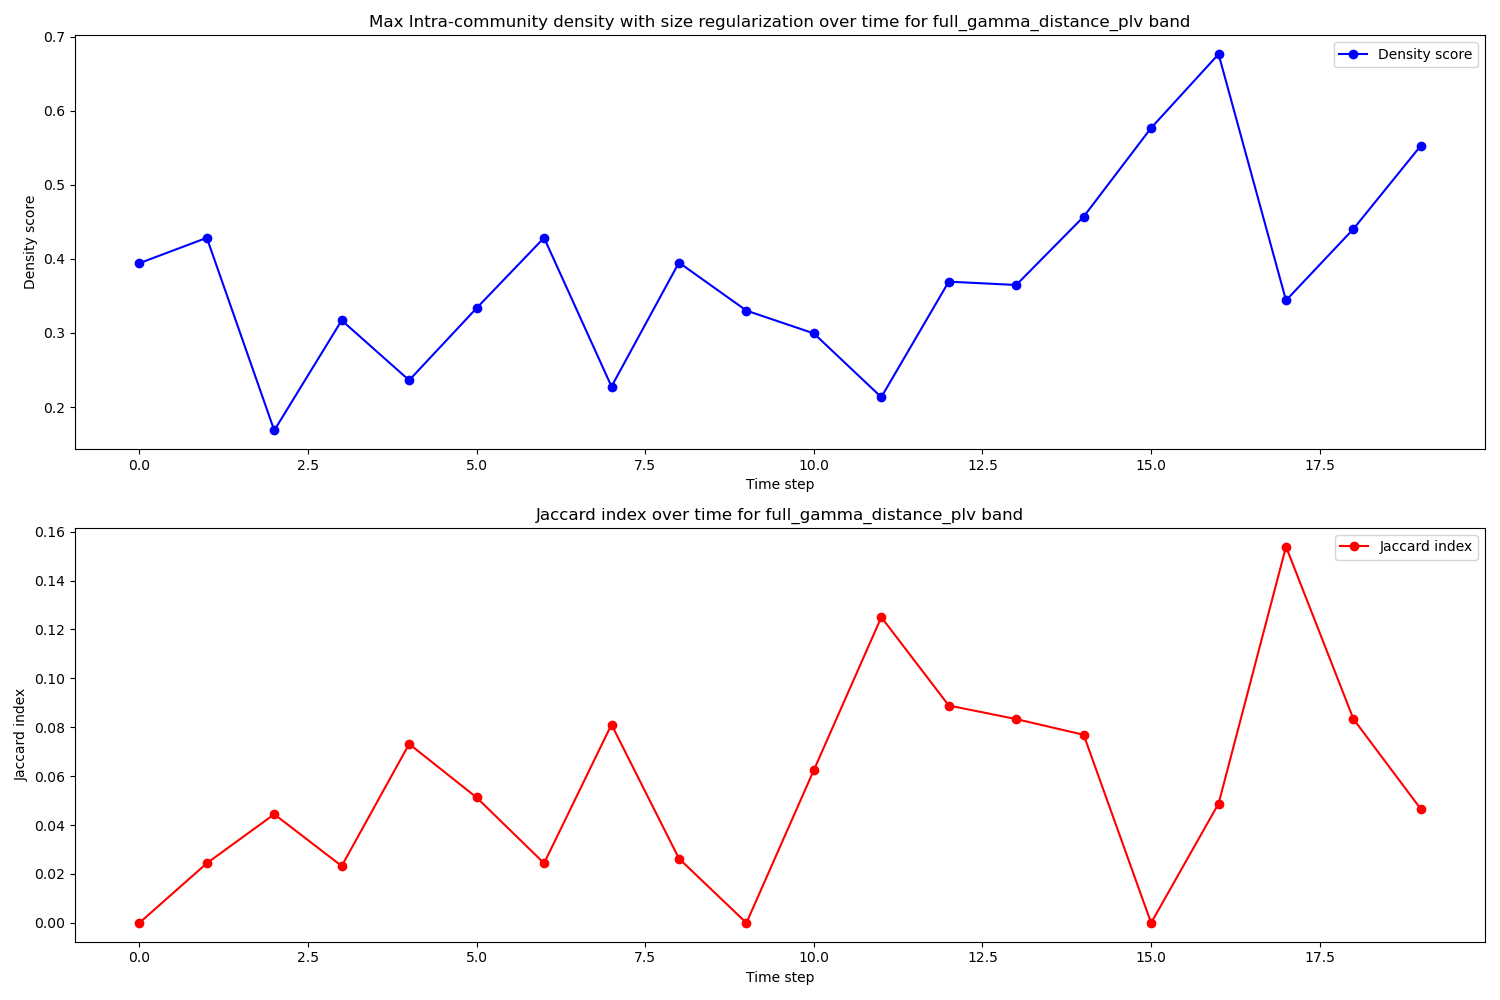 Max Intra-community density with size regularization over time for full_gamma_distance_plv band
Density score
0.7
0.6
0.5
0.4
0.3
0.2
Density score
0.0 2.5 5.0 7.5 10.0 12.5 15.0 17.5
Time step
Jaccard index over time for full_gamma_distance_plv band
Jaccard index
0.16
0.14
0.12
0.10
0.08
0.06
0.04
0.02
0.00
Jaccard index
0.0 2.5 5.0 7.5 10.0 12.5 15.0 17.5
Time step